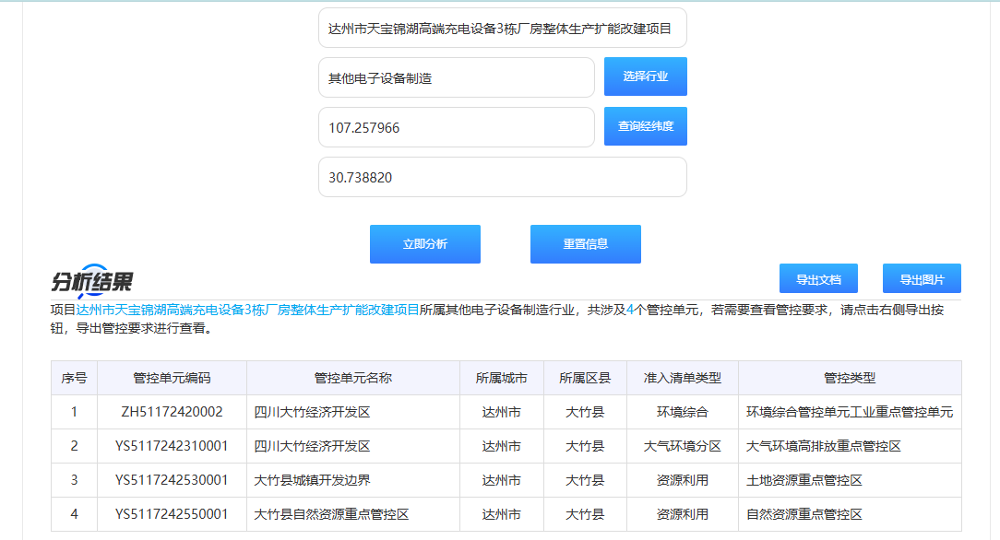 达州市天宝锦湖高端充电设备3栋厂房整体生产扩能改建项目
其他电子设备制造 选择行业
107.257966 查询经纬度
30.738820
立即分析 重置信息
分析结果 导出文档 导出图片
项目达州市天宝锦湖高端充电设备3栋厂房整体生产扩能改建项目所属其他电子设备制造行业，共涉及4个管控单元，若需要查看管控要求，请点击右侧导出按
钮，导出管控要求进行查看。
序号 管控单元编码 管控单元名称 所属城市 所属区县 准入清单类型 管控类型
1 ZH51172420002 四川大竹经济开发区 达州市 大竹县 环境综合 环境综合管控单元工业重点管控单元
2 YS5117242310001 四川大竹经济开发区 达州市 大竹县 大气环境分区 大气环境高排放重点管控区
3 YS5117242530001 大竹县城镇开发边界 达州市 大竹县 资源利用 土地资源重点管控区
4 YS5117242550001 大竹县自然资源重点管控区 达州市 大竹县 资源利用 自然资源重点管控区